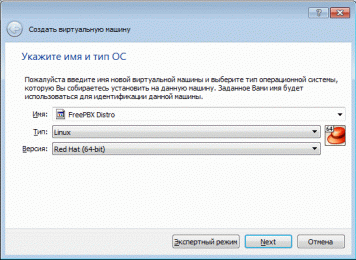 Создать виртуальную машину
Укажите имя и тип ОС
Пожалуйста введите имя новой виртуальной машины и выберите тип операционной системы,
которую Вы собираетесь установить на данную машину. Заданное Вами имя будет
использоваться для идентификации данной машины.
Имя: FreePBX Distro
Тип: Linux
64
Версия: Red Hat (64-bit)
Экспертный режим Next Отмена